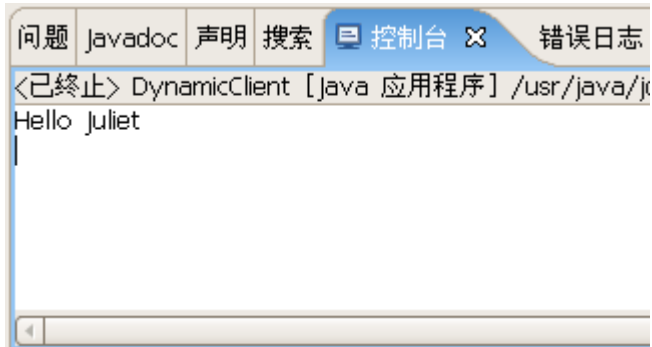 问题 Javadoc 声明 搜索 控制台 错误日志
<已终止> DynamicClient [Java 应用程序] /usr/java/j
Hello Juliet